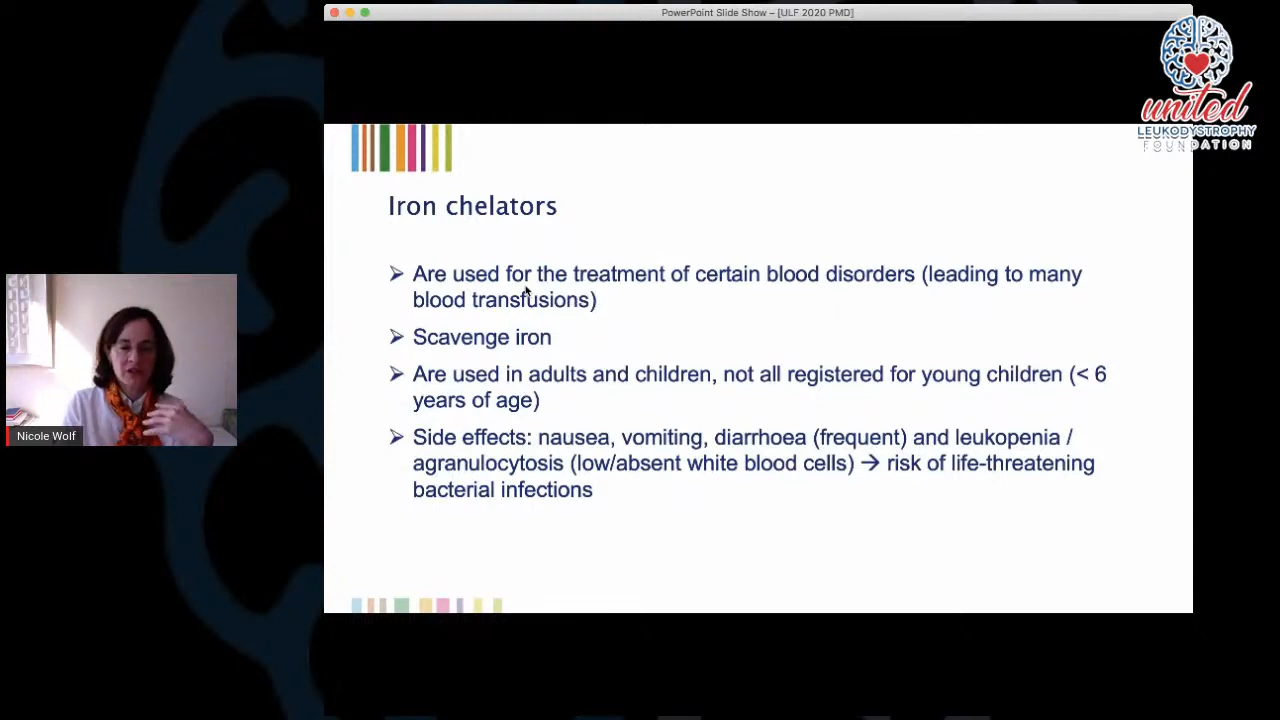 PowerPoint Slide Show – [ULF 2020 PMD]
united
LEUKODYSTROPHY
FOUNDATION
Iron chelators
➢ Are used for the treatment of certain blood disorders (leading to many
blood transfusions)
➢ Scavenge iron
➢ Are used in adults and children, not all registered for young children (< 6
years of age)
➢ Side effects: nausea, vomiting, diarrhoea (frequent) and leukopenia /
agranulocytosis (low/absent white blood cells) → risk of life-threatening
bacterial infections
Nicole Wolf